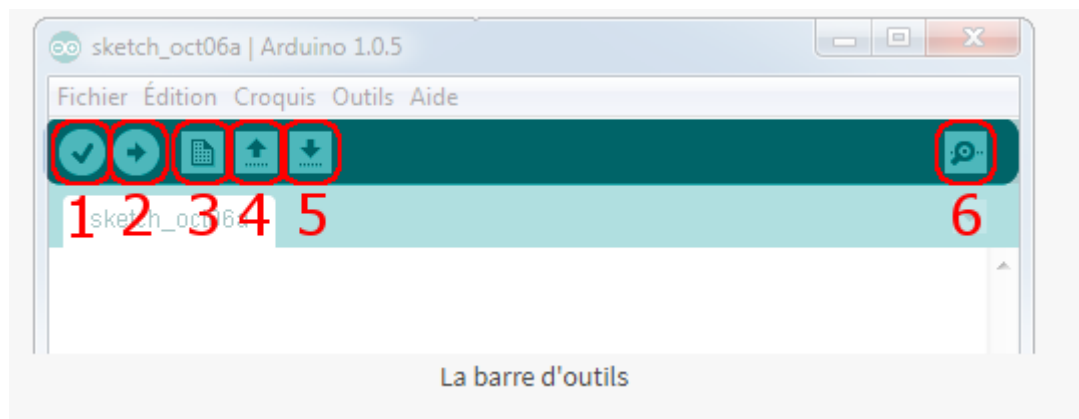 sketch_oct06a | Arduino 1.0.5
Fichier Édition Croquis Outils Aide
1 2 3 4 5 6
sketch_oct06a
La barre d'outils